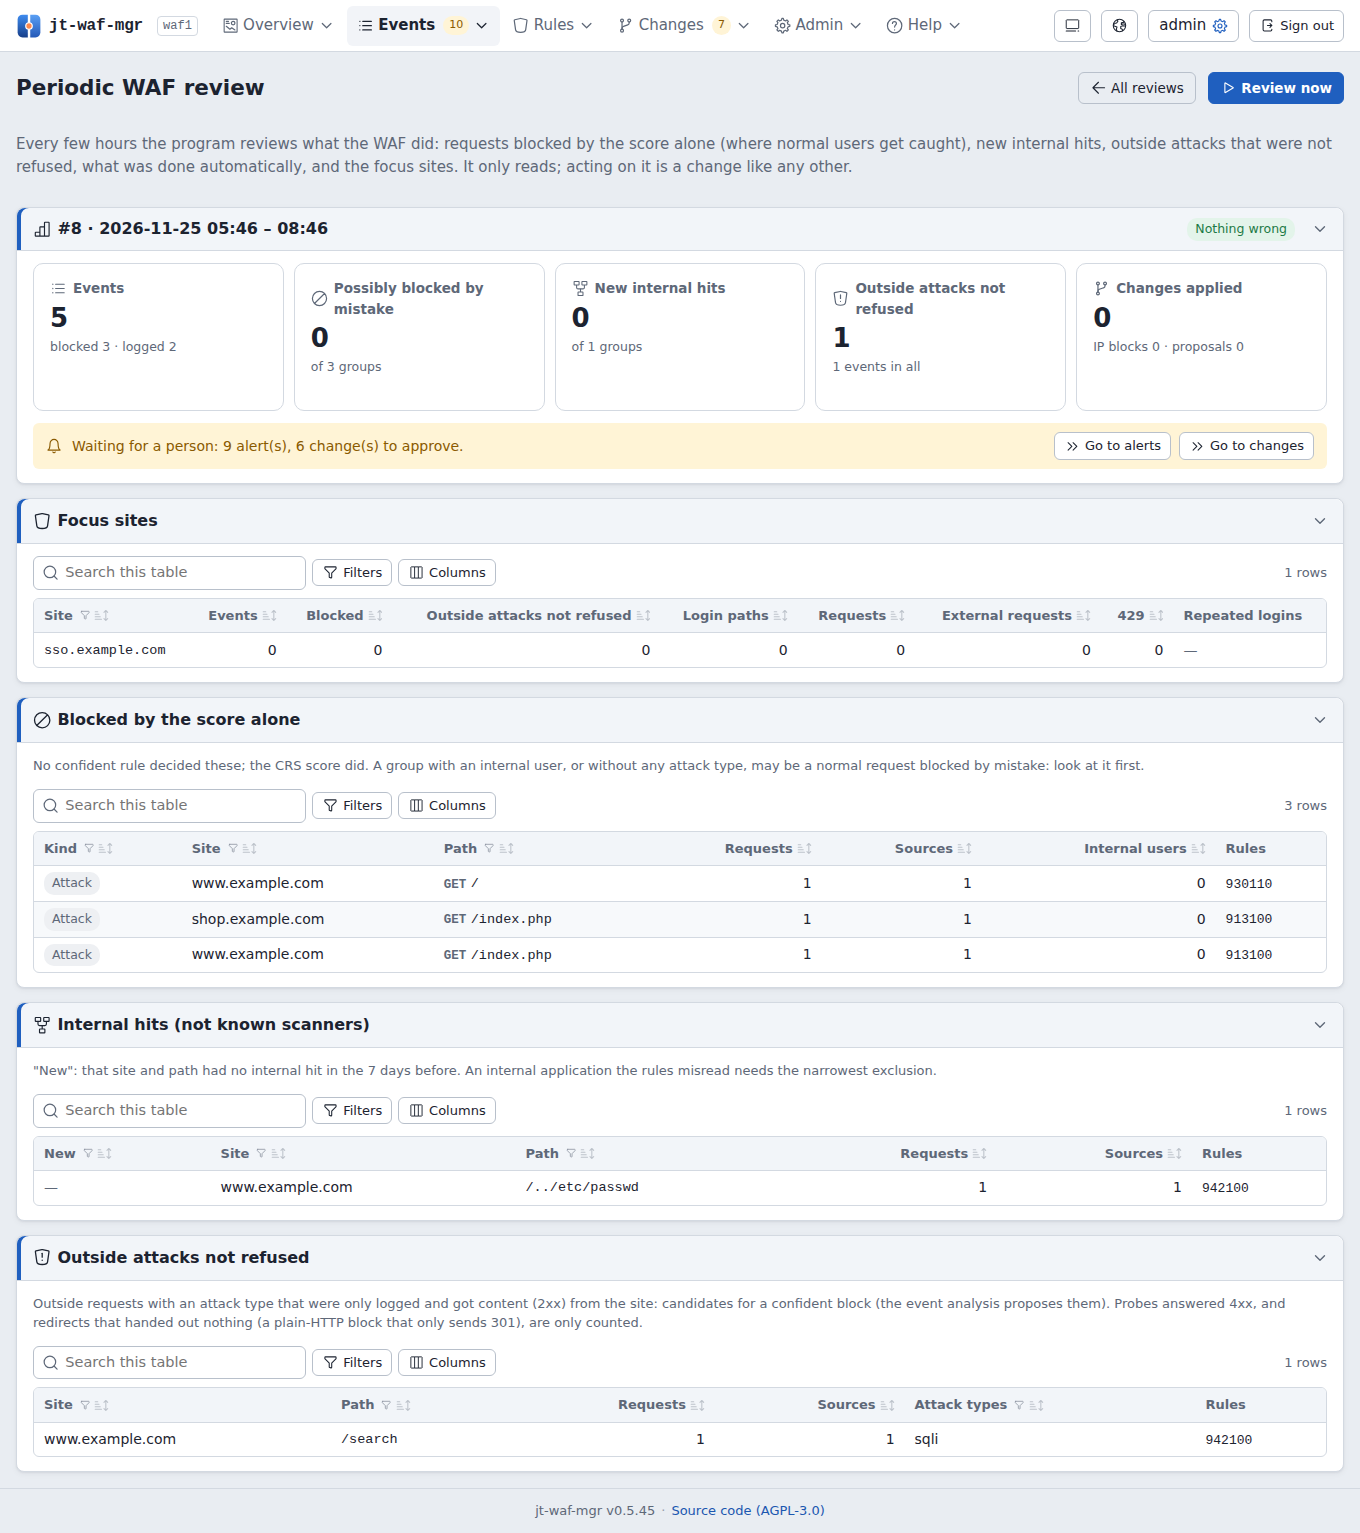 jt-waf-mgr waf1 Overview Events 10 Rules Changes 7 Admin Help admin Sign out
Periodic WAF review
All reviews Review now
Every few hours the program reviews what the WAF did: requests blocked by the score alone (where normal users get caught), new internal hits, outside attacks that were not
refused, what was done automatically, and the focus sites. It only reads; acting on it is a change like any other.
#8 · 2026-11-25 05:46 – 08:46 Nothing wrong
Events
5
blocked 3 · logged 2
Possibly blocked by
mistake
0
of 3 groups
New internal hits
0
of 1 groups
Outside attacks not
refused
1
1 events in all
Changes applied
0
IP blocks 0 · proposals 0
Waiting for a person: 9 alert(s), 6 change(s) to approve. Go to alerts Go to changes
Focus sites
Search this table Filters Columns 1 rows
Site Events Blocked Outside attacks not refused Login paths Requests External requests 429 Repeated logins
sso.example.com 0 0 0 0 0 0 0 —
Blocked by the score alone
No confident rule decided these; the CRS score did. A group with an internal user, or without any attack type, may be a normal request blocked by mistake: look at it first.
Search this table Filters Columns 3 rows
Kind Site Path Requests Sources Internal users Rules
Attack www.example.com GET / 1 1 0 930110
Attack shop.example.com GET /index.php 1 1 0 913100
Attack www.example.com GET /index.php 1 1 0 913100
Internal hits (not known scanners)
"New": that site and path had no internal hit in the 7 days before. An internal application the rules misread needs the narrowest exclusion.
Search this table Filters Columns 1 rows
New Site Path Requests Sources Rules
— www.example.com /../etc/passwd 1 1 942100
Outside attacks not refused
Outside requests with an attack type that were only logged and got content (2xx) from the site: candidates for a confident block (the event analysis proposes them). Probes answered 4xx, and
redirects that handed out nothing (a plain-HTTP block that only sends 301), are only counted.
Search this table Filters Columns 1 rows
Site Path Requests Sources Attack types Rules
www.example.com /search 1 1 sqli 942100
jt-waf-mgr v0.5.45 · Source code (AGPL-3.0)